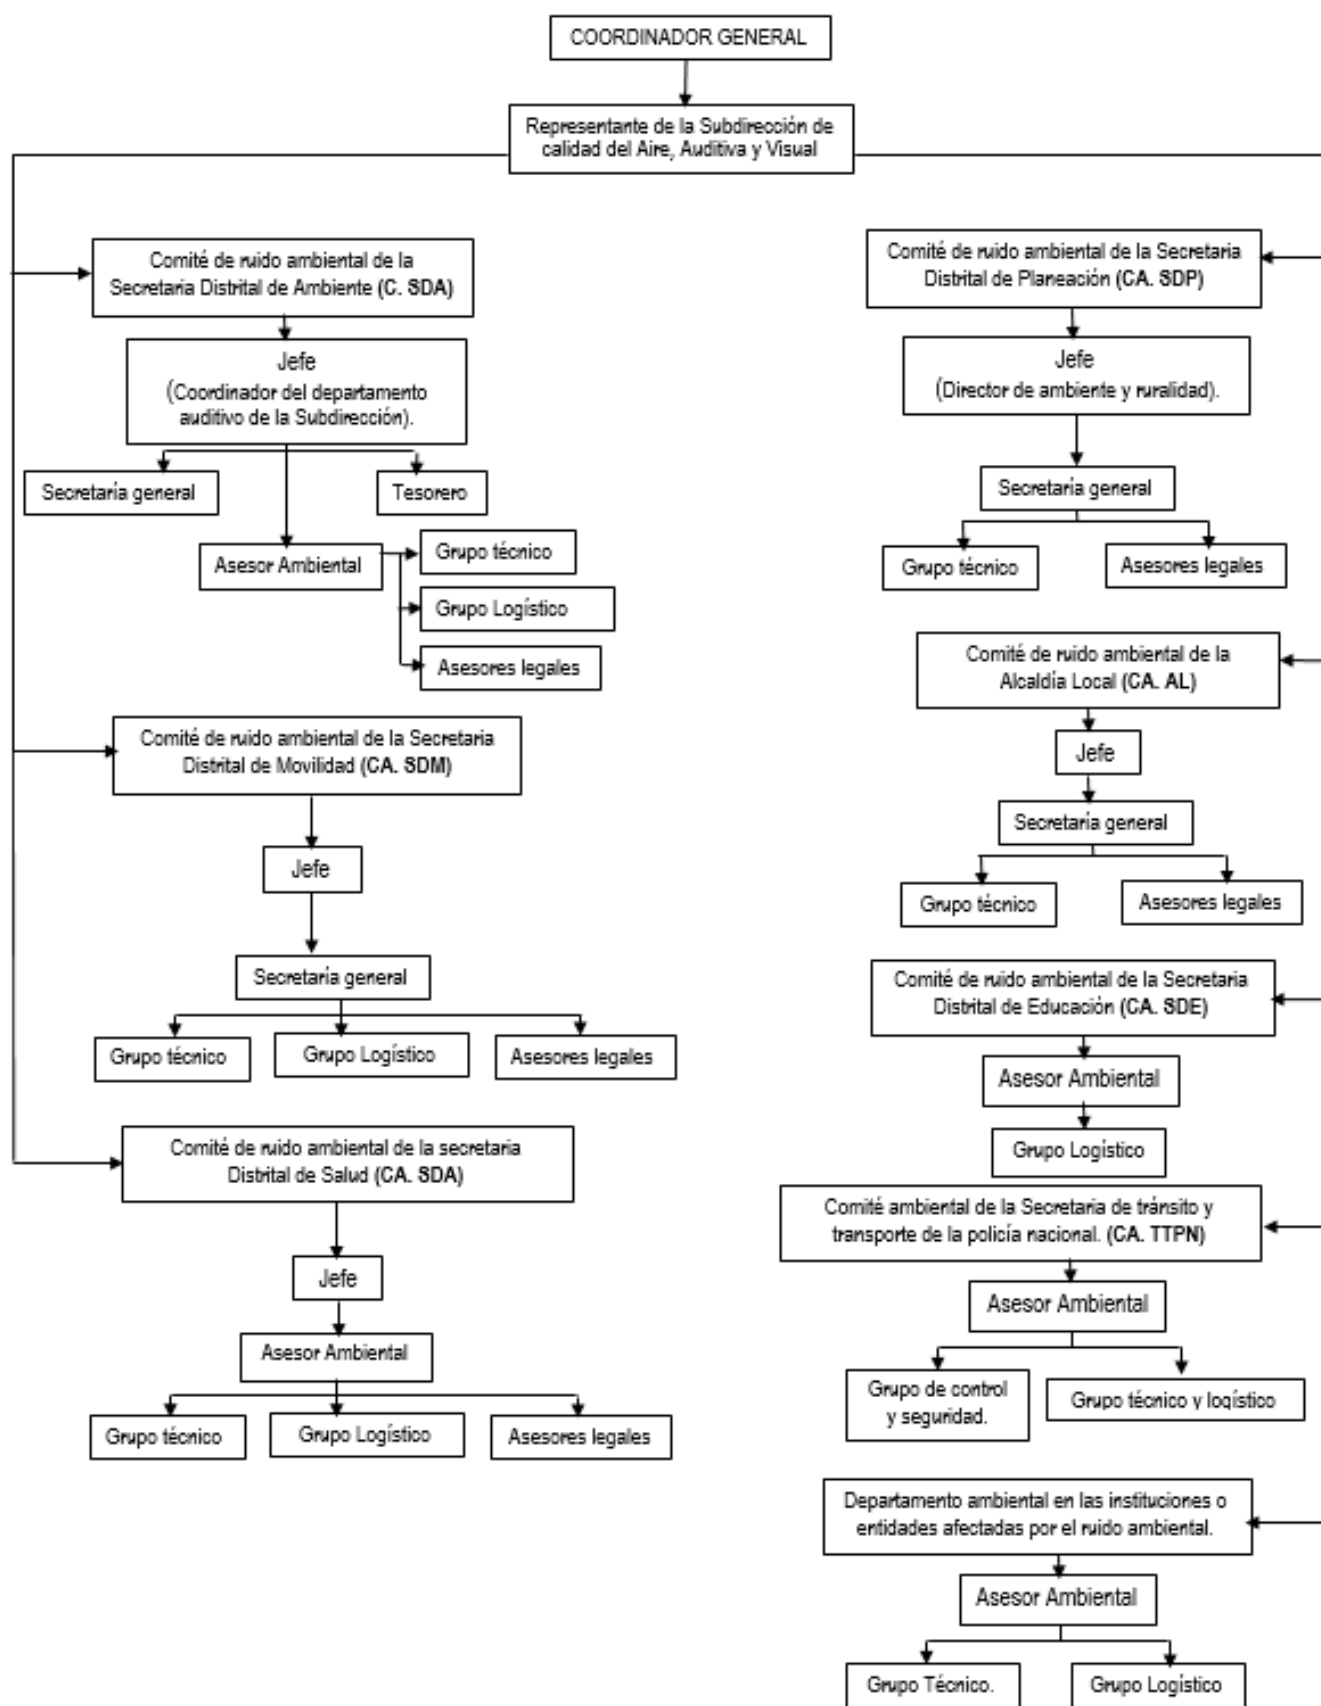 COORDINADOR GENERAL
Representante de la Subdirección de
calidad del Aire, Auditiva y Visual
Comité de ruido ambiental de la
Secretaria Distrital de Ambiente (C. SDA)
Jefe
(Coordinador del departamento
auditivo de la Subdirección).
Secretaría general
Tesorero
Asesor Ambiental
Grupo técnico
Grupo Logístico
Asesores legales
Comité de ruido ambiental de la Secretaria
Distrital de Movilidad (CA. SDM)
Jefe
Secretaría general
Grupo técnico
Grupo Logístico
Asesores legales
Comité de ruido ambiental de la secretaria
Distrital de Salud (CA. SDA)
Jefe
Asesor Ambiental
Grupo técnico
Grupo Logístico
Asesores legales
Comité de ruido ambiental de la Secretaria
Distrital de Planeación (CA. SDP)
Jefe
(Director de ambiente y ruralidad).
Secretaría general
Grupo técnico
Asesores legales
Comité de ruido ambiental de la
Alcaldía Local (CA. AL)
Jefe
Secretaría general
Grupo técnico
Asesores legales
Comité de ruido ambiental de la Secretaria
Distrital de Educación (CA. SDE)
Asesor Ambiental
Grupo Logístico
Comité ambiental de la Secretaria de tránsito y
transporte de la policía nacional. (CA. TTPN)
Asesor Ambiental
Grupo de control
y seguridad.
Grupo técnico y logístico
Departamento ambiental en las instituciones o
entidades afectadas por el ruido ambiental.
Asesor Ambiental
Grupo Técnico.
Grupo Logístico